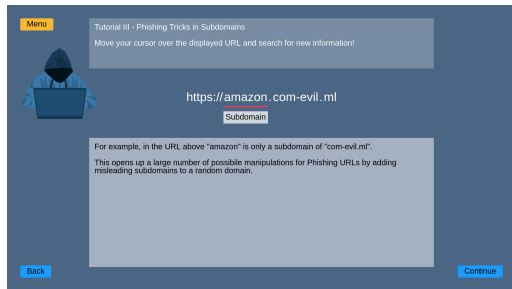 Menu
Tutorial III - Phishing Tricks in Subdomains
Move your cursor over the displayed URL and search for new information!
https://amazon.com-evil.ml
Subdomain
For example, in the URL above "amazon" is only a subdomain of "com-evil.ml".
This opens up a large number of possibile manipulations for Phishing URLs by adding
misleading subdomains to a random domain.
Back
Continue